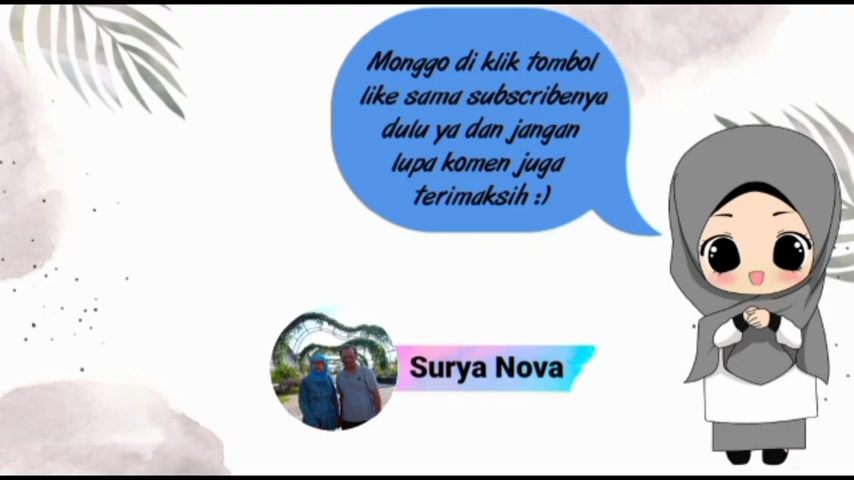 Monggo di klik tombol
like sama subscribenya
dulu ya dan jangan
lupa komen juga
terimaksih :)
Surya Nova